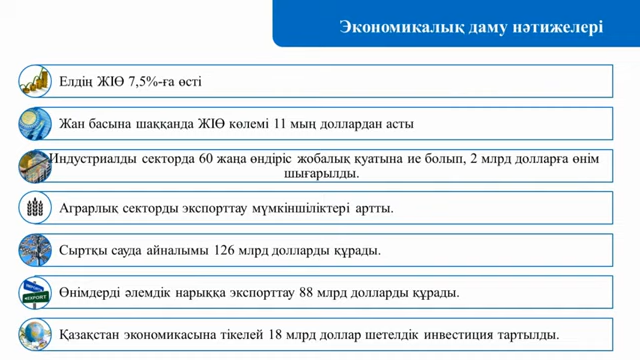 Экономикалық даму нәтижелері
Елдің ЖІӨ 7,5%-ға өсті
Жан басына шаққанда ЖІӨ көлемі 11 мың доллардан асты
Индустриалды секторда 60 жаңа өндіріс жобалық қуатына ие болып, 2 млрд долларға өнім
шығарылды.
Аграрлық секторды экспорттау мүмкіншіліктері артты.
Сыртқы сауда айналымы 126 млрд долларды құрады.
Өнімдерді әлемдік нарыққа экспорттау 88 млрд долларды құрады.
EXPORT
Қазақстан экономикасына тікелей 18 млрд доллар шетелдік инвестиция тартылды.